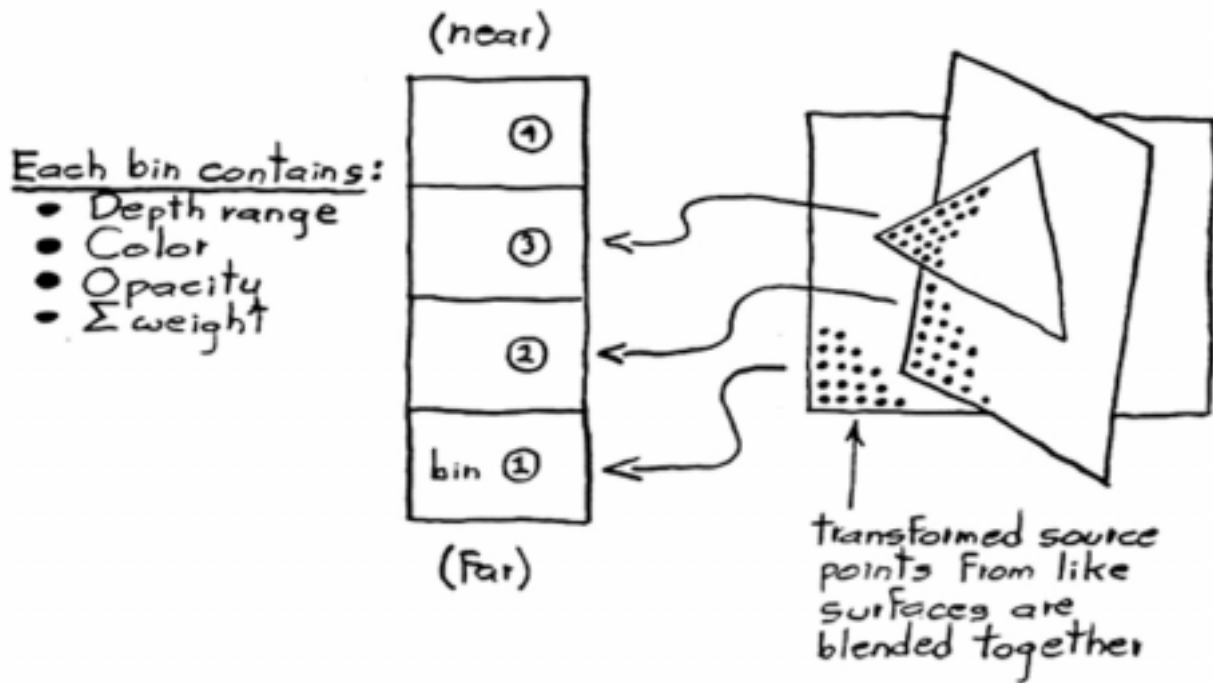 (near)
Each bin contains:
• Depth range
• Color
• Opacity
• Σ weight
④
③
②
bin ①
(Far)
transformed source
points from like
surfaces are
blended together